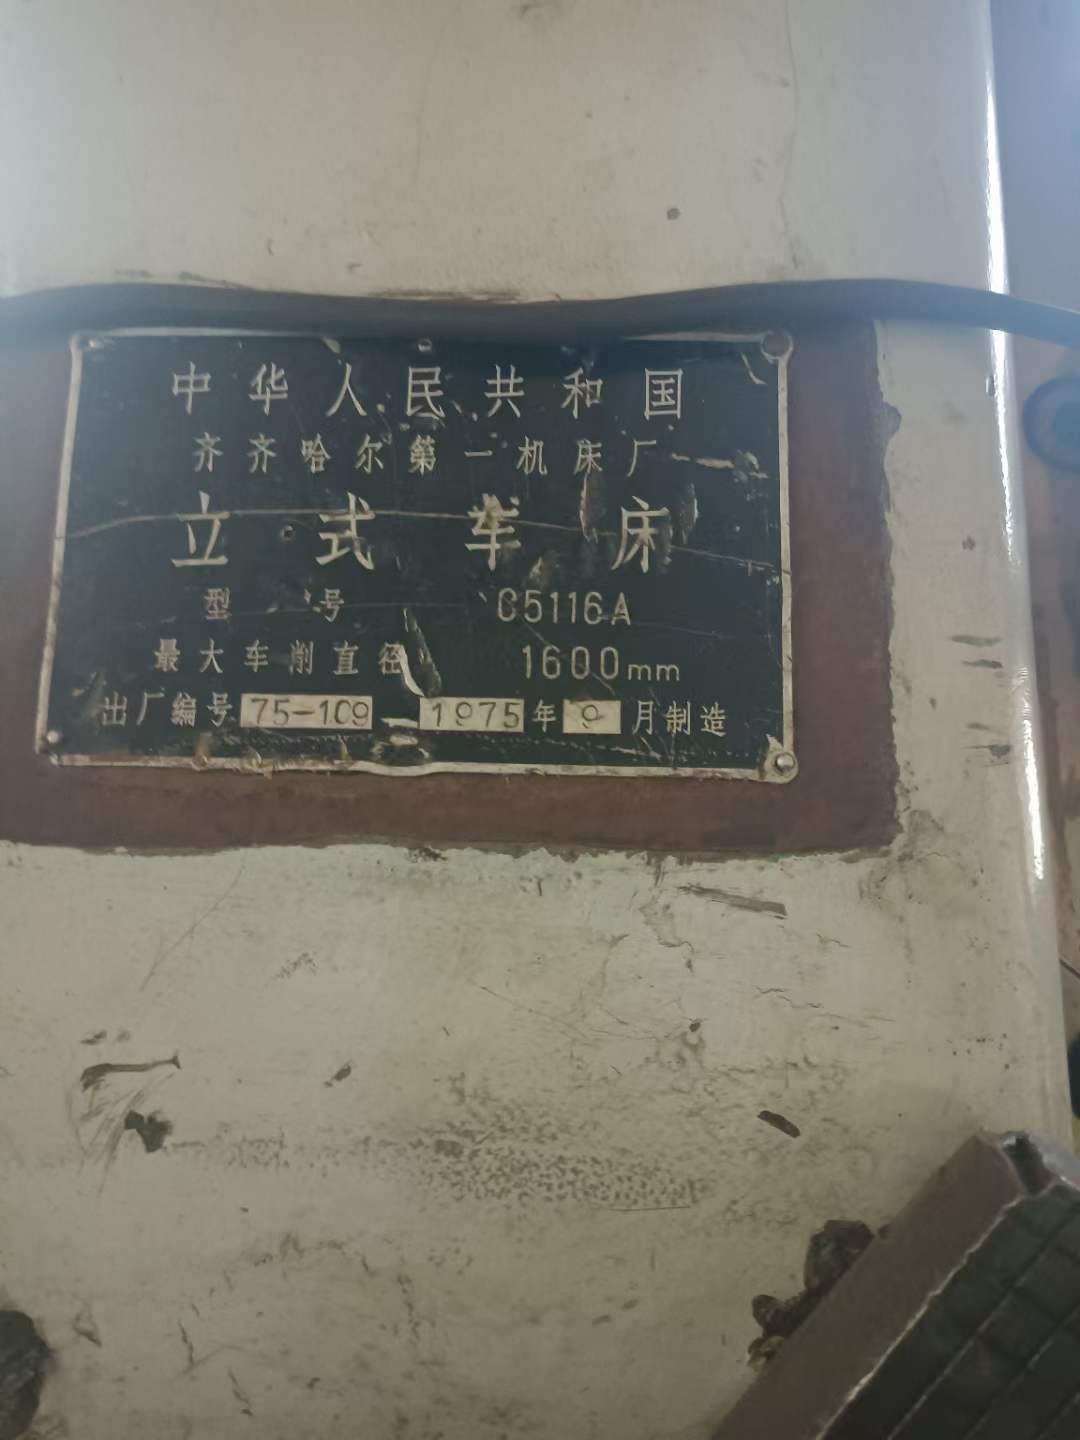 中华人民共和国
齐齐哈尔第一机床厂
立式车床
型号 C5116A
最大车削直径 1600mm
出厂编号 75-109 1975年9月制造